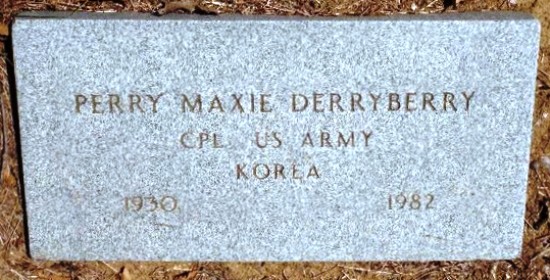 PERRY MAXIE DERRYBERRY
CPL US ARMY
KOREA
1930 1982